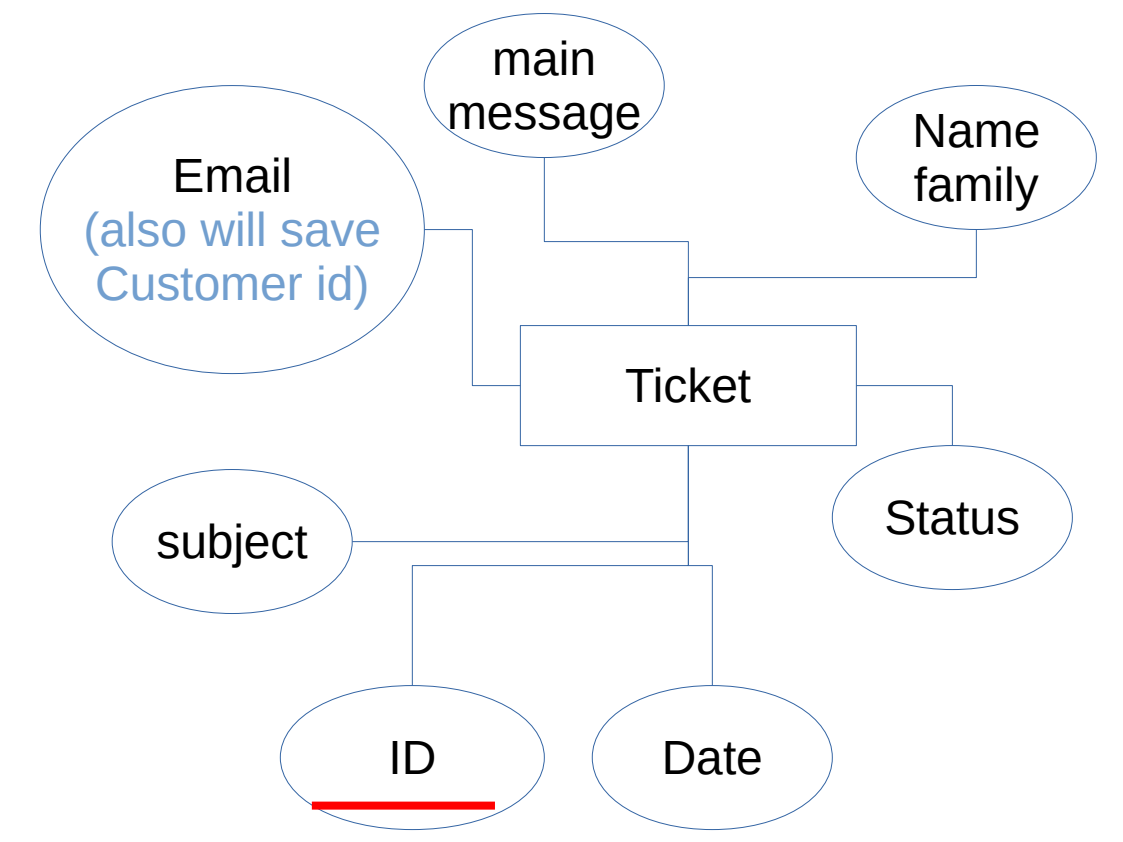 main
message
Name
family
Email
(also will save
Customer id)
Ticket
Status
subject
ID
Date